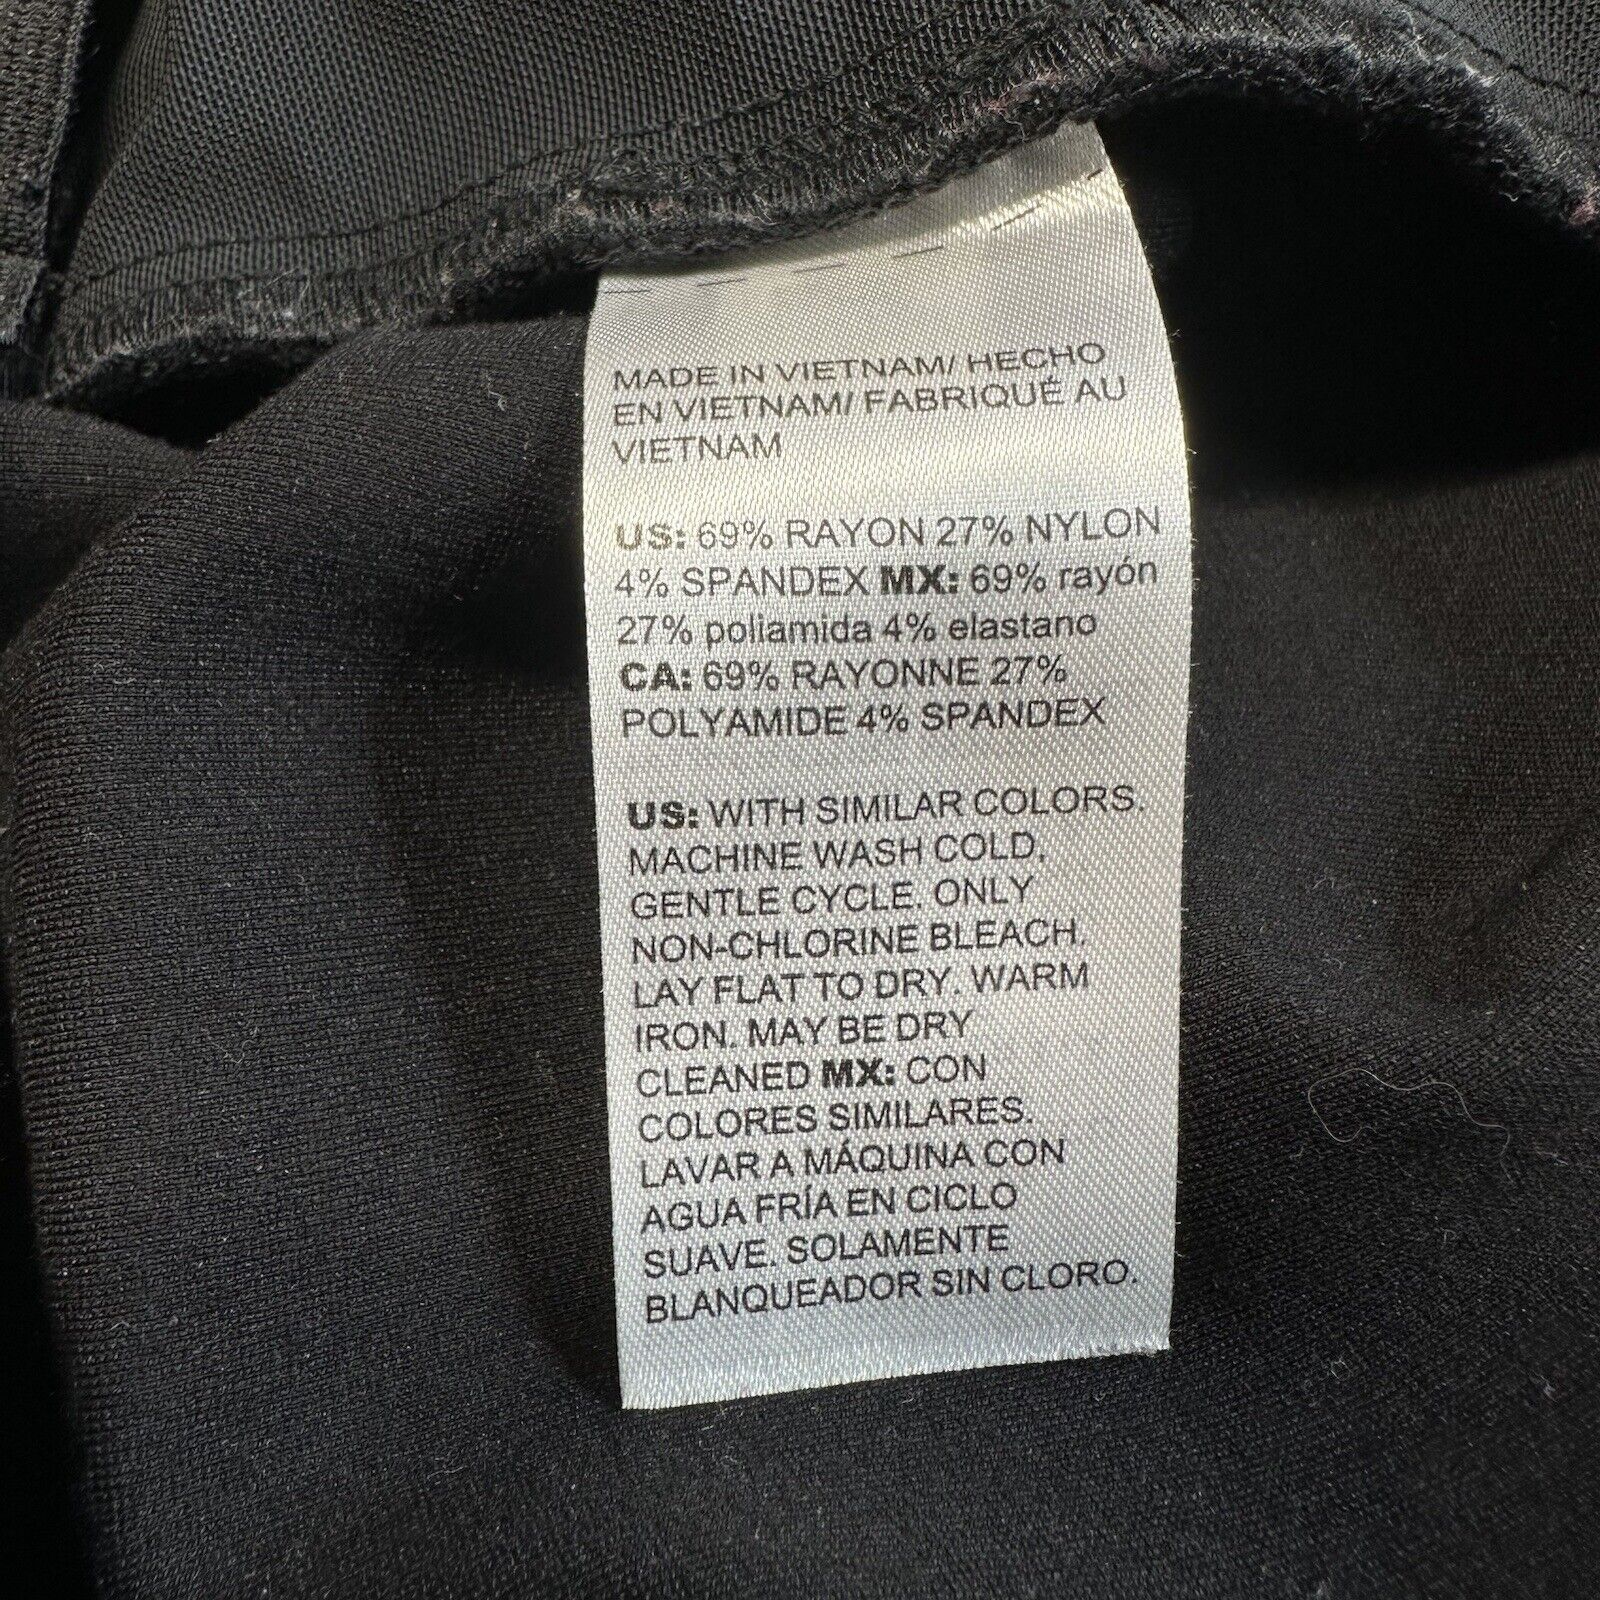 MADE IN VIETNAM/ HECHO
EN VIETNAM/ FABRIQUÉ AU
VIETNAM
US: 69% RAYON 27% NYLON
4% SPANDEX MX: 69% rayón
27% poliamida 4% elastano
CA: 69% RAYONNE 27%
POLYAMIDE 4% SPANDEX
US: WITH SIMILAR COLORS.
MACHINE WASH COLD,
GENTLE CYCLE. ONLY
NON-CHLORINE BLEACH.
LAY FLAT TO DRY. WARM
IRON. MAY BE DRY
CLEANED MX: CON
COLORES SIMILARES.
LAVAR A MÁQUINA CON
AGUA FRÍA EN CICLO
SUAVE. SOLAMENTE
BLANQUEADOR SIN CLORO.